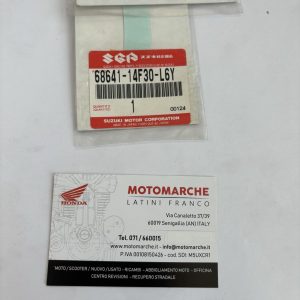 SGP
68641-14F30-L6Y
1
00124
SUZUKI MOTOR CORPORATION
HONDA
MOTOMARCHE
LATINI FRANCO
Via Canaletto 37/39
60019 Senigallia (AN) ITALY
Tel. 071 / 660015
www.motomarche.it - info@motomarche.it
P. IVA 00108150426 - cod. SDI: M5UXCR1
MOTO/SCOOTER / NUOVO / USATO - RICAMBI - ABBIGLIAMENTO MOTO - OFFICINA
CENTRO REVISIONI - RECUPERO STRADALE